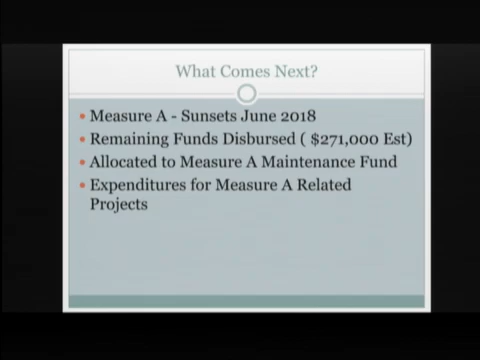 What Comes Next?
• Measure A - Sunsets June 2018
• Remaining Funds Disbursed ( $271,000 Est)
• Allocated to Measure A Maintenance Fund
• Expenditures for Measure A Related
Projects